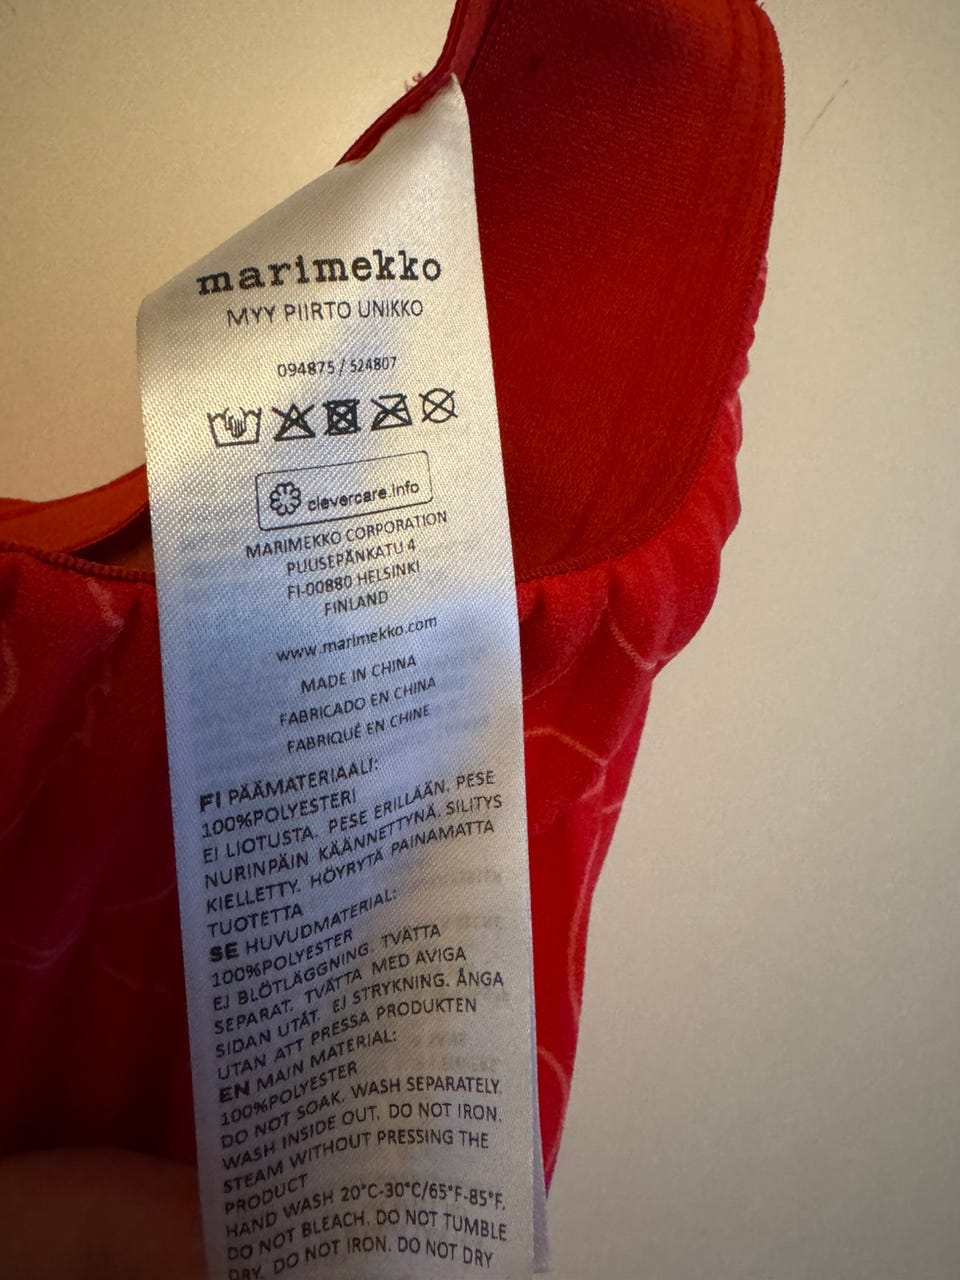 marimekko
MYY PIIRTO UNIKKO
094875 / 524807
clevercare.info
MARIMEKKO CORPORATION
PUUSEPÄNKATU 4
FI-00880 HELSINKI
FINLAND
www.marimekko.com
MADE IN CHINA
FABRICADO EN CHINA
FABRIQUÉ EN CHINE
FI PÄÄMATERIAALI:
100%POLYESTERI
EI LIOTUSTA. PESE ERILLÄÄN. PESE
NURINPÄIN KÄÄNNETTYNÄ. SILITYS
KIELLETTY. HÖYRYTÄ PAINAMATTA
TUOTETTA
SE HUVUDMATERIAL:
100%POLYESTER
EJ BLÖTLÄGGNING. TVÄTTA
SEPARAT. TVÄTTA MED AVIGA
SIDAN UTÅT. EJ STRYKNING. ÅNGA
UTAN ATT PRESSA PRODUKTEN
EN MAIN MATERIAL:
100%POLYESTER
DO NOT SOAK. WASH SEPARATELY.
WASH INSIDE OUT. DO NOT IRON.
STEAM WITHOUT PRESSING THE
PRODUCT
HAND WASH 20°C-30°C/65°F-85°F.
DO NOT BLEACH. DO NOT TUMBLE
DRY. DO NOT IRON. DO NOT DRY